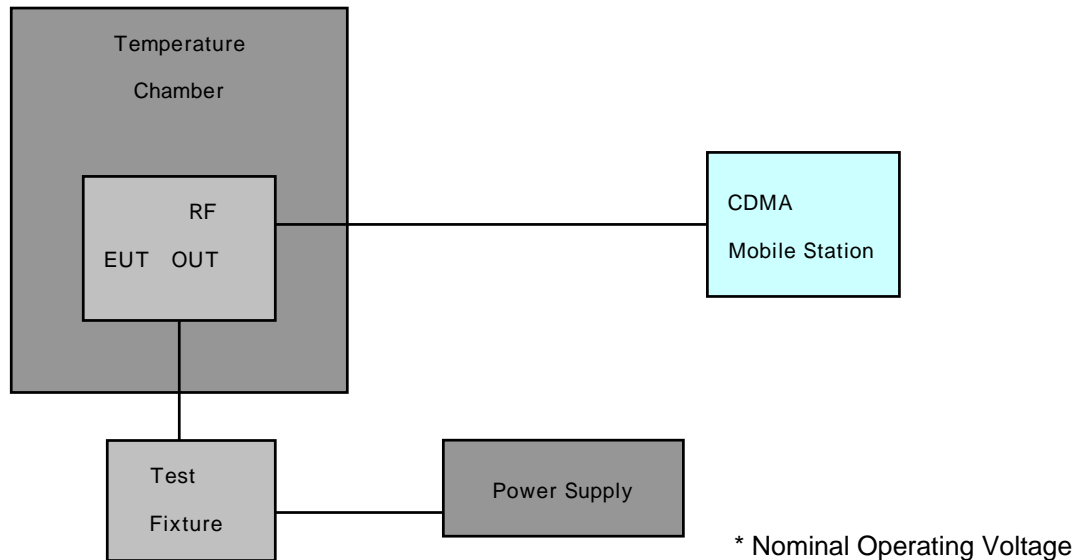 Temperature
Chamber
RF
EUT OUT
CDMA
Mobile Station
Test
Fixture
Power Supply
* Nominal Operating Voltage